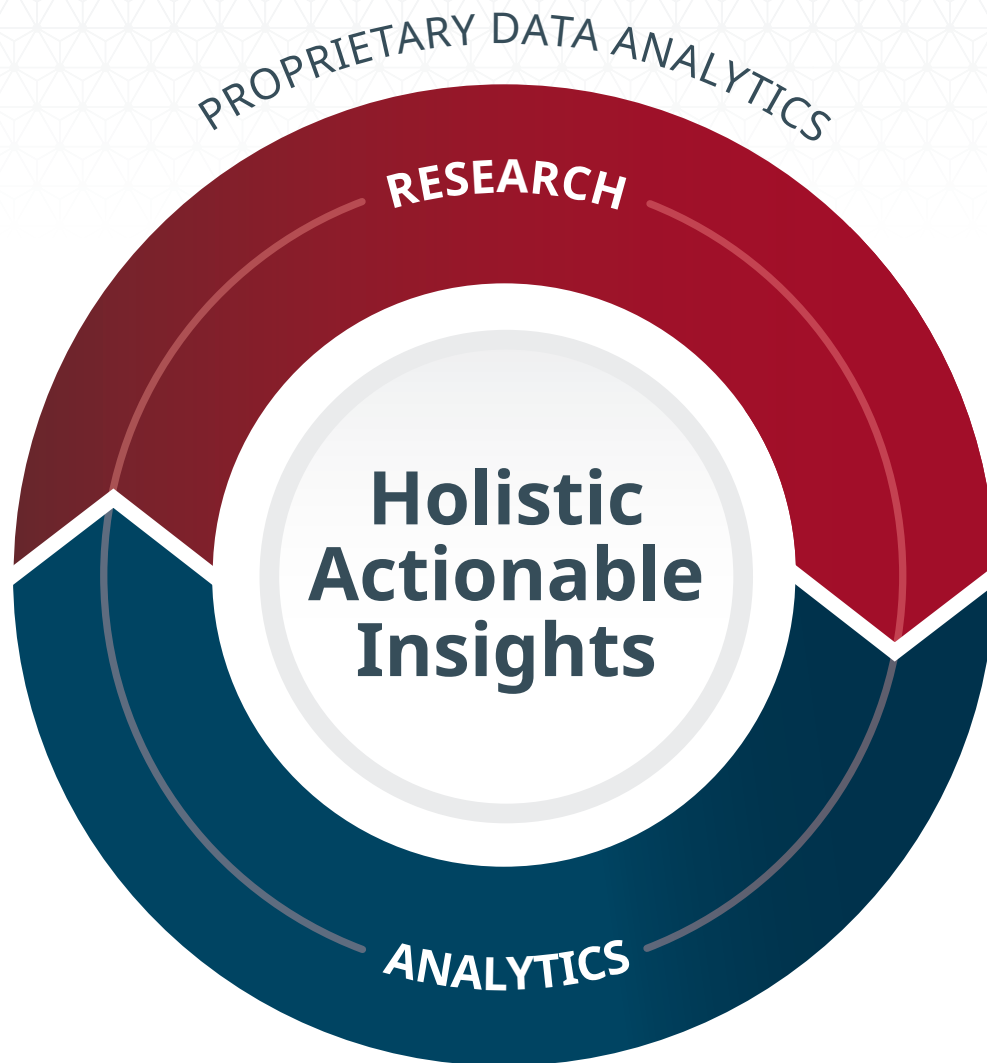 PROPRIETARY DATA ANALYTICS
RESEARCH
Holistic
Actionable
Insights
ANALYTICS